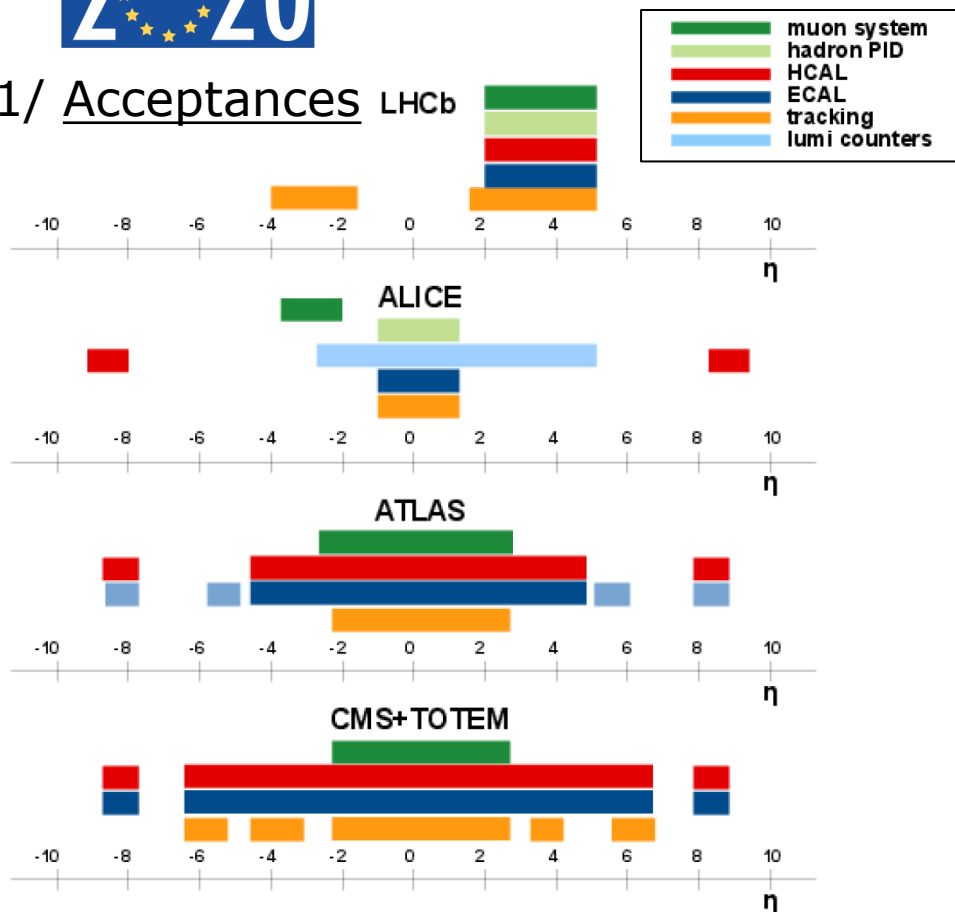 2020
muon system
hadron PID
HCAL
ECAL
tracking
lumi counters
1/ Acceptances
LHCb
-10 -8 -6 -4 -2 0 2 4 6 8 10
η
ALICE
-10 -8 -6 -4 -2 0 2 4 6 8 10
η
ATLAS
-10 -8 -6 -4 -2 0 2 4 6 8 10
η
CMS+TOTEM
-10 -8 -6 -4 -2 0 2 4 6 8 10
η